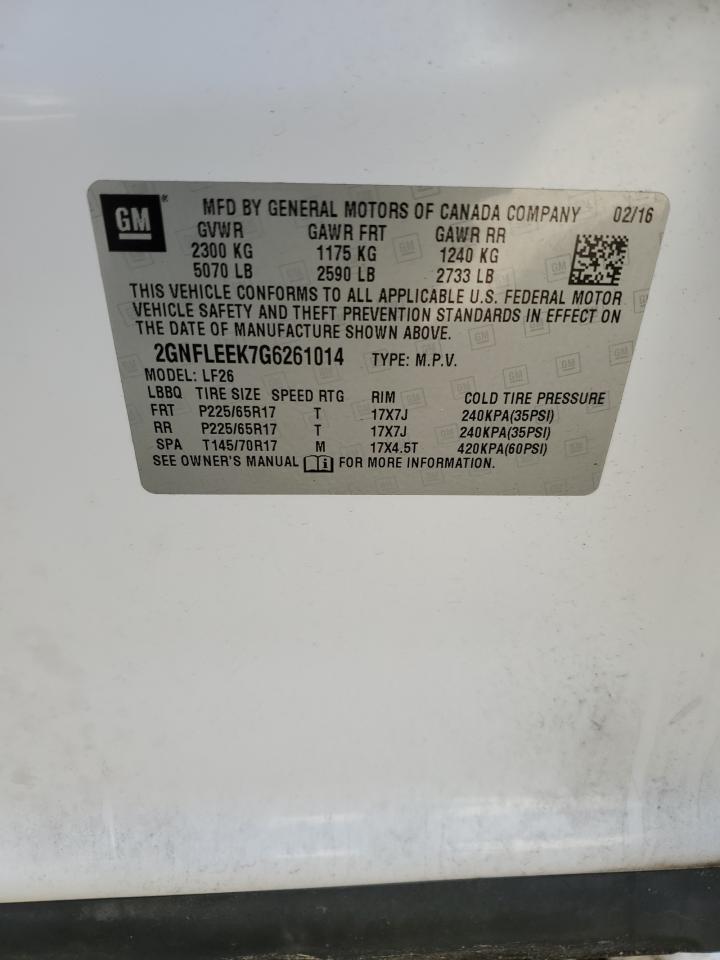 GM ® MFD BY GENERAL MOTORS OF CANADA COMPANY 02/16
GVWR GAWR FRT GAWR RR
2300 KG 1175 KG 1240 KG
5070 LB 2590 LB 2733 LB
THIS VEHICLE CONFORMS TO ALL APPLICABLE U.S. FEDERAL MOTOR
VEHICLE SAFETY AND THEFT PREVENTION STANDARDS IN EFFECT ON
THE DATE OF MANUFACTURE SHOWN ABOVE.
2GNFLEEK7G6261014 TYPE: M.P.V.
MODEL: LF26
LBBQ TIRE SIZE SPEED RTG RIM COLD TIRE PRESSURE
FRT P225/65R17 T 17X7J 240KPA(35PSI)
RR P225/65R17 T 17X7J 240KPA(35PSI)
SPA T145/70R17 M 17X4.5T 420KPA(60PSI)
SEE OWNER'S MANUAL FOR MORE INFORMATION.